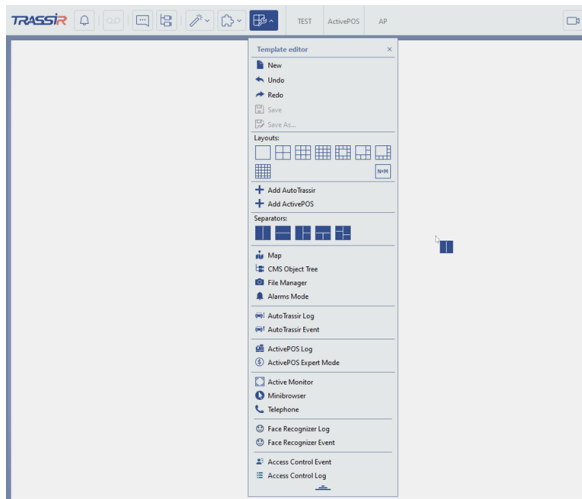 TRASSIR
TEST ActivePOS AP
Template editor
New
Undo
Redo
Save
Save As...
Layouts:
N×M
Add AutoTrassir
Add ActivePOS
Separators:
Map
CMS Object Tree
File Manager
Alarms Mode
AutoTrassir Log
AutoTrassir Event
ActivePOS Log
ActivePOS Expert Mode
Active Monitor
Minibrowser
Telephone
Face Recognizer Log
Face Recognizer Event
Access Control Event
Access Control Log